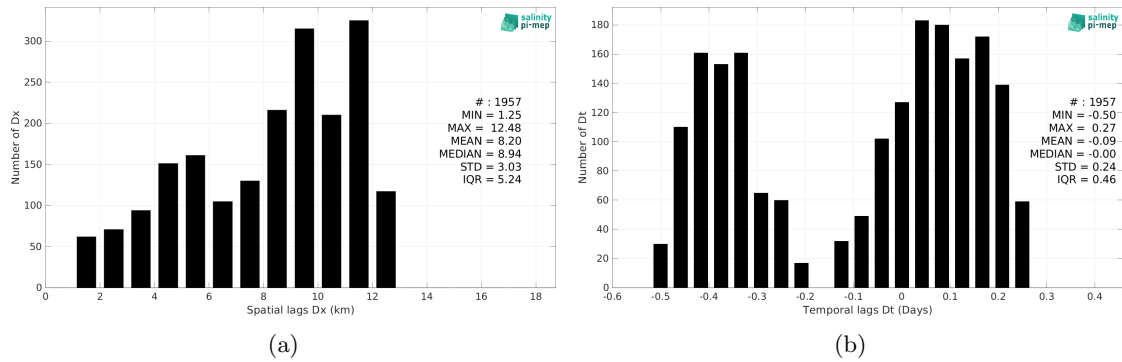 Number of Dx
350
300
250
200
150
100
50
0
0 2 4 6 8 10 12 14 16 18
Spatial lags Dx (km)
salinity
pi-mep
# : 1957
MIN = 1.25
MAX = 12.48
MEAN = 8.20
MEDIAN = 8.94
STD = 3.03
IQR = 5.24
(a)
Number of Dt
180
160
140
120
100
80
60
40
20
0
-0.6 -0.5 -0.4 -0.3 -0.2 -0.1 0 0.1 0.2 0.3 0.4
Temporal lags Dt (Days)
salinity
pi-mep
# : 1957
MIN = -0.50
MAX = 0.27
MEAN = -0.09
MEDIAN = -0.00
STD = 0.24
IQR = 0.46
(b)